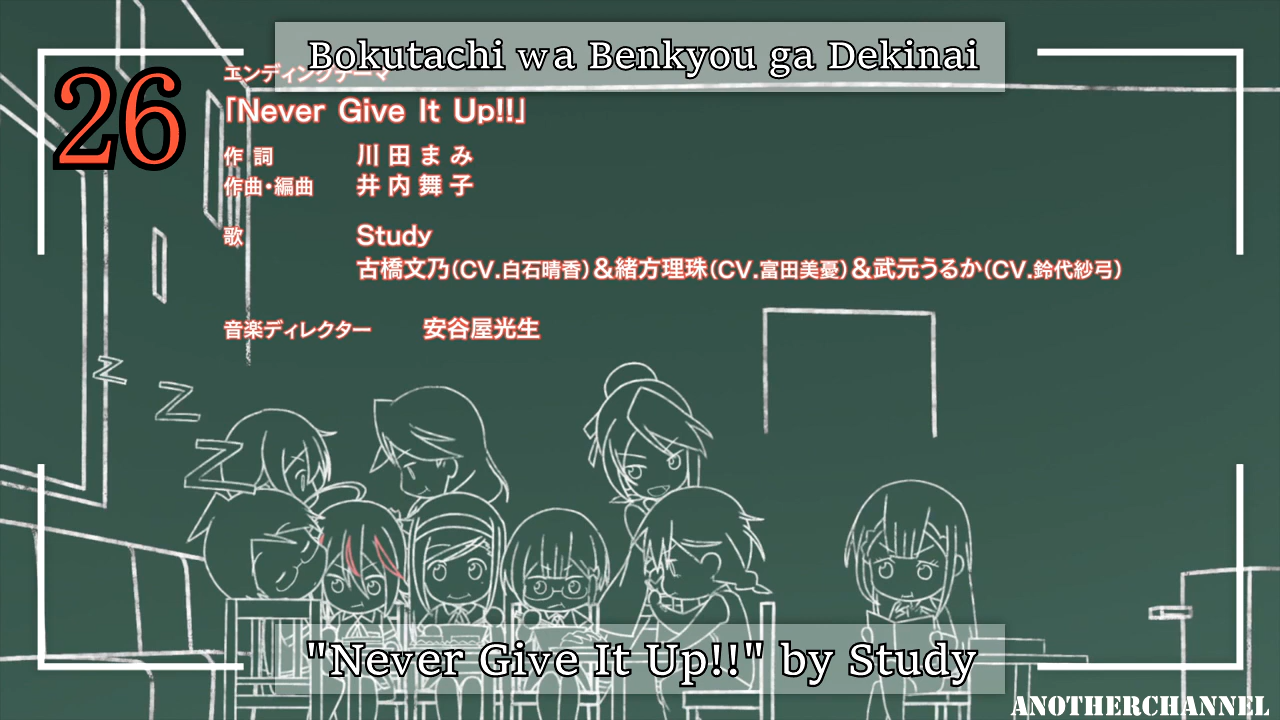 Bokutachi wa Benkyou ga Dekinai
26
エンディングテーマ
「Never Give It Up!!」
作詞 川田まみ
作曲・編曲 井内舞子
歌 Study
古橋文乃(CV.白石晴香)&緒方理珠(CV.富田美憂)&武元うるか(CV.鈴代紗弓)
音楽ディレクター 安谷屋光生
Z
Z
Z
"Never Give It Up!!" by Study
ANOTHERCHANNEL